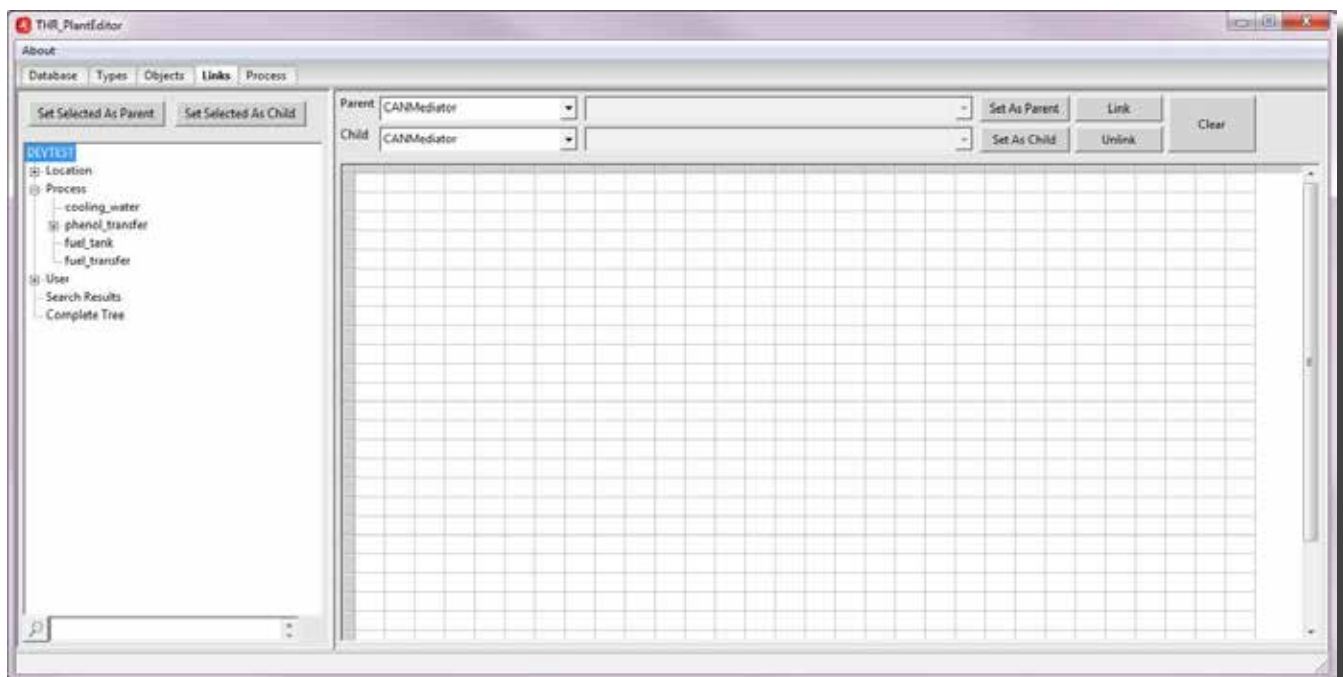 THR_PlantEditor
About
Database Types Objects Links Process
Set Selected As Parent Set Selected As Child
Parent CANMediator Set As Parent Link Clear
Child CANMediator Set As Child Unlink
DEVTEST
Location
Process
cooling_water
phenol_transfer
fuel_tank
fuel_transfer
User
Search Results
Complete Tree